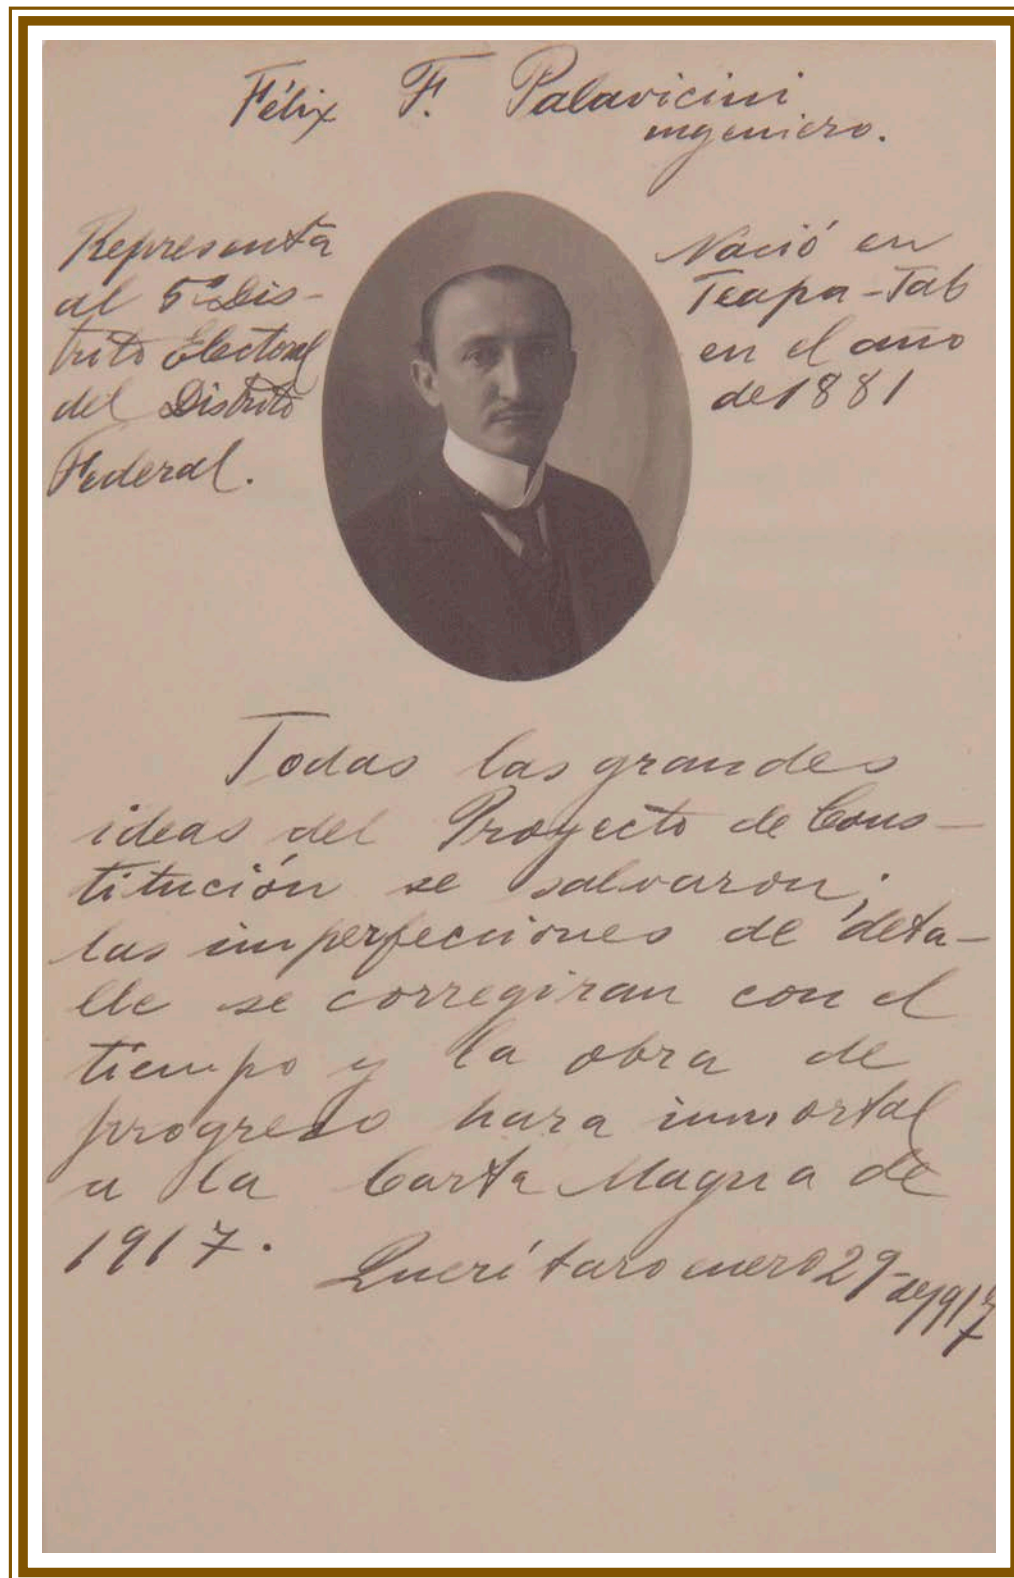 Félix F. Palavicini
ingeniero.
Representa
al 5º Dis-
trito Electoral
del Distrito
Federal.
Nació en
Teapa-Tab
en el año
de 1881
Todas las grandes
ideas del Proyecto de Cons-
titución se salvaron;
las imperfecciones de deta-
lle se corregiran con el
tiempo y la obra de
progreso hara inmortal
a la Carta Magna de
1917.
Querétaro enero 29 de 1917